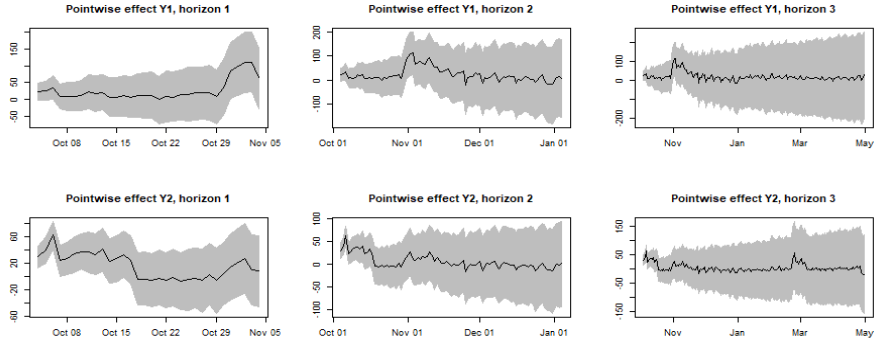 Pointwise effect Y1, horizon 1
Pointwise effect Y1, horizon 2
Pointwise effect Y1, horizon 3
150
100
50
0
-50
Oct 08 Oct 15 Oct 22 Oct 29 Nov 05
200
100
0
-100
Oct 01 Nov 01 Dec 01 Jan 01
200
100
0
-200
Nov Jan Mar May
Pointwise effect Y2, horizon 1
Pointwise effect Y2, horizon 2
Pointwise effect Y2, horizon 3
60
20
-20
-60
Oct 08 Oct 15 Oct 22 Oct 29 Nov 05
100
50
0
-50
-100
Oct 01 Nov 01 Dec 01 Jan 01
150
50
0
-50
-150
Nov Jan Mar May